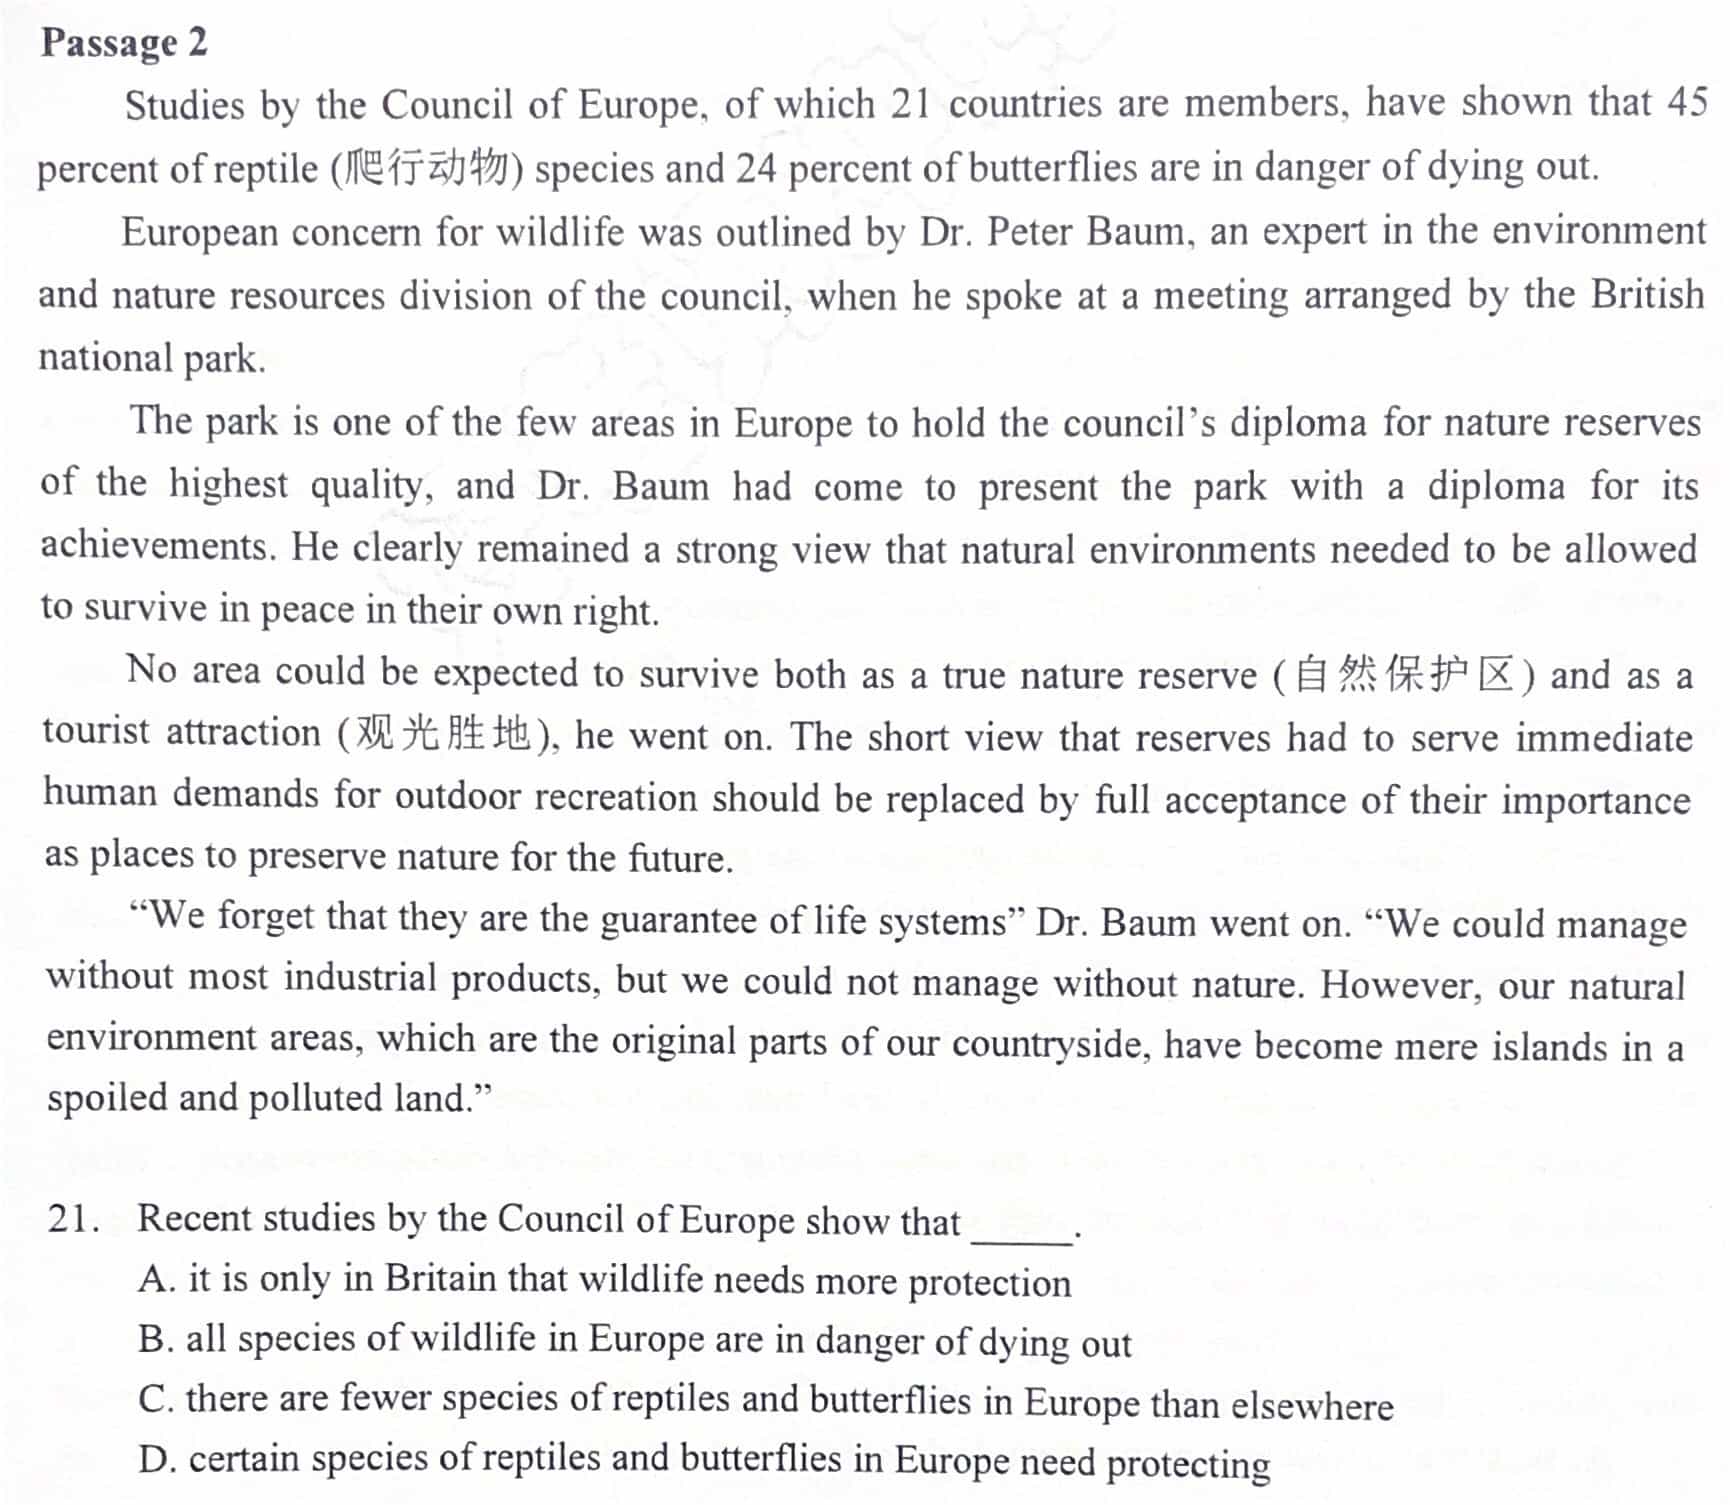 Passage 2
Studies by the Council of Europe, of which 21 countries are members, have shown that 45
percent of reptile (爬行动物) species and 24 percent of butterflies are in danger of dying out.
European concern for wildlife was outlined by Dr. Peter Baum, an expert in the environment
and nature resources division of the council, when he spoke at a meeting arranged by the British
national park.
The park is one of the few areas in Europe to hold the council's diploma for nature reserves
of the highest quality, and Dr. Baum had come to present the park with a diploma for its
achievements. He clearly remained a strong view that natural environments needed to be allowed
to survive in peace in their own right.
No area could be expected to survive both as a true nature reserve (自然保护区) and as a
tourist attraction (观光胜地), he went on. The short view that reserves had to serve immediate
human demands for outdoor recreation should be replaced by full acceptance of their importance
as places to preserve nature for the future.
“We forget that they are the guarantee of life systems” Dr. Baum went on. “We could manage
without most industrial products, but we could not manage without nature. However, our natural
environment areas, which are the original parts of our countryside, have become mere islands in a
spoiled and polluted land.”
21. Recent studies by the Council of Europe show that _____.
A. it is only in Britain that wildlife needs more protection
B. all species of wildlife in Europe are in danger of dying out
C. there are fewer species of reptiles and butterflies in Europe than elsewhere
D. certain species of reptiles and butterflies in Europe need protecting